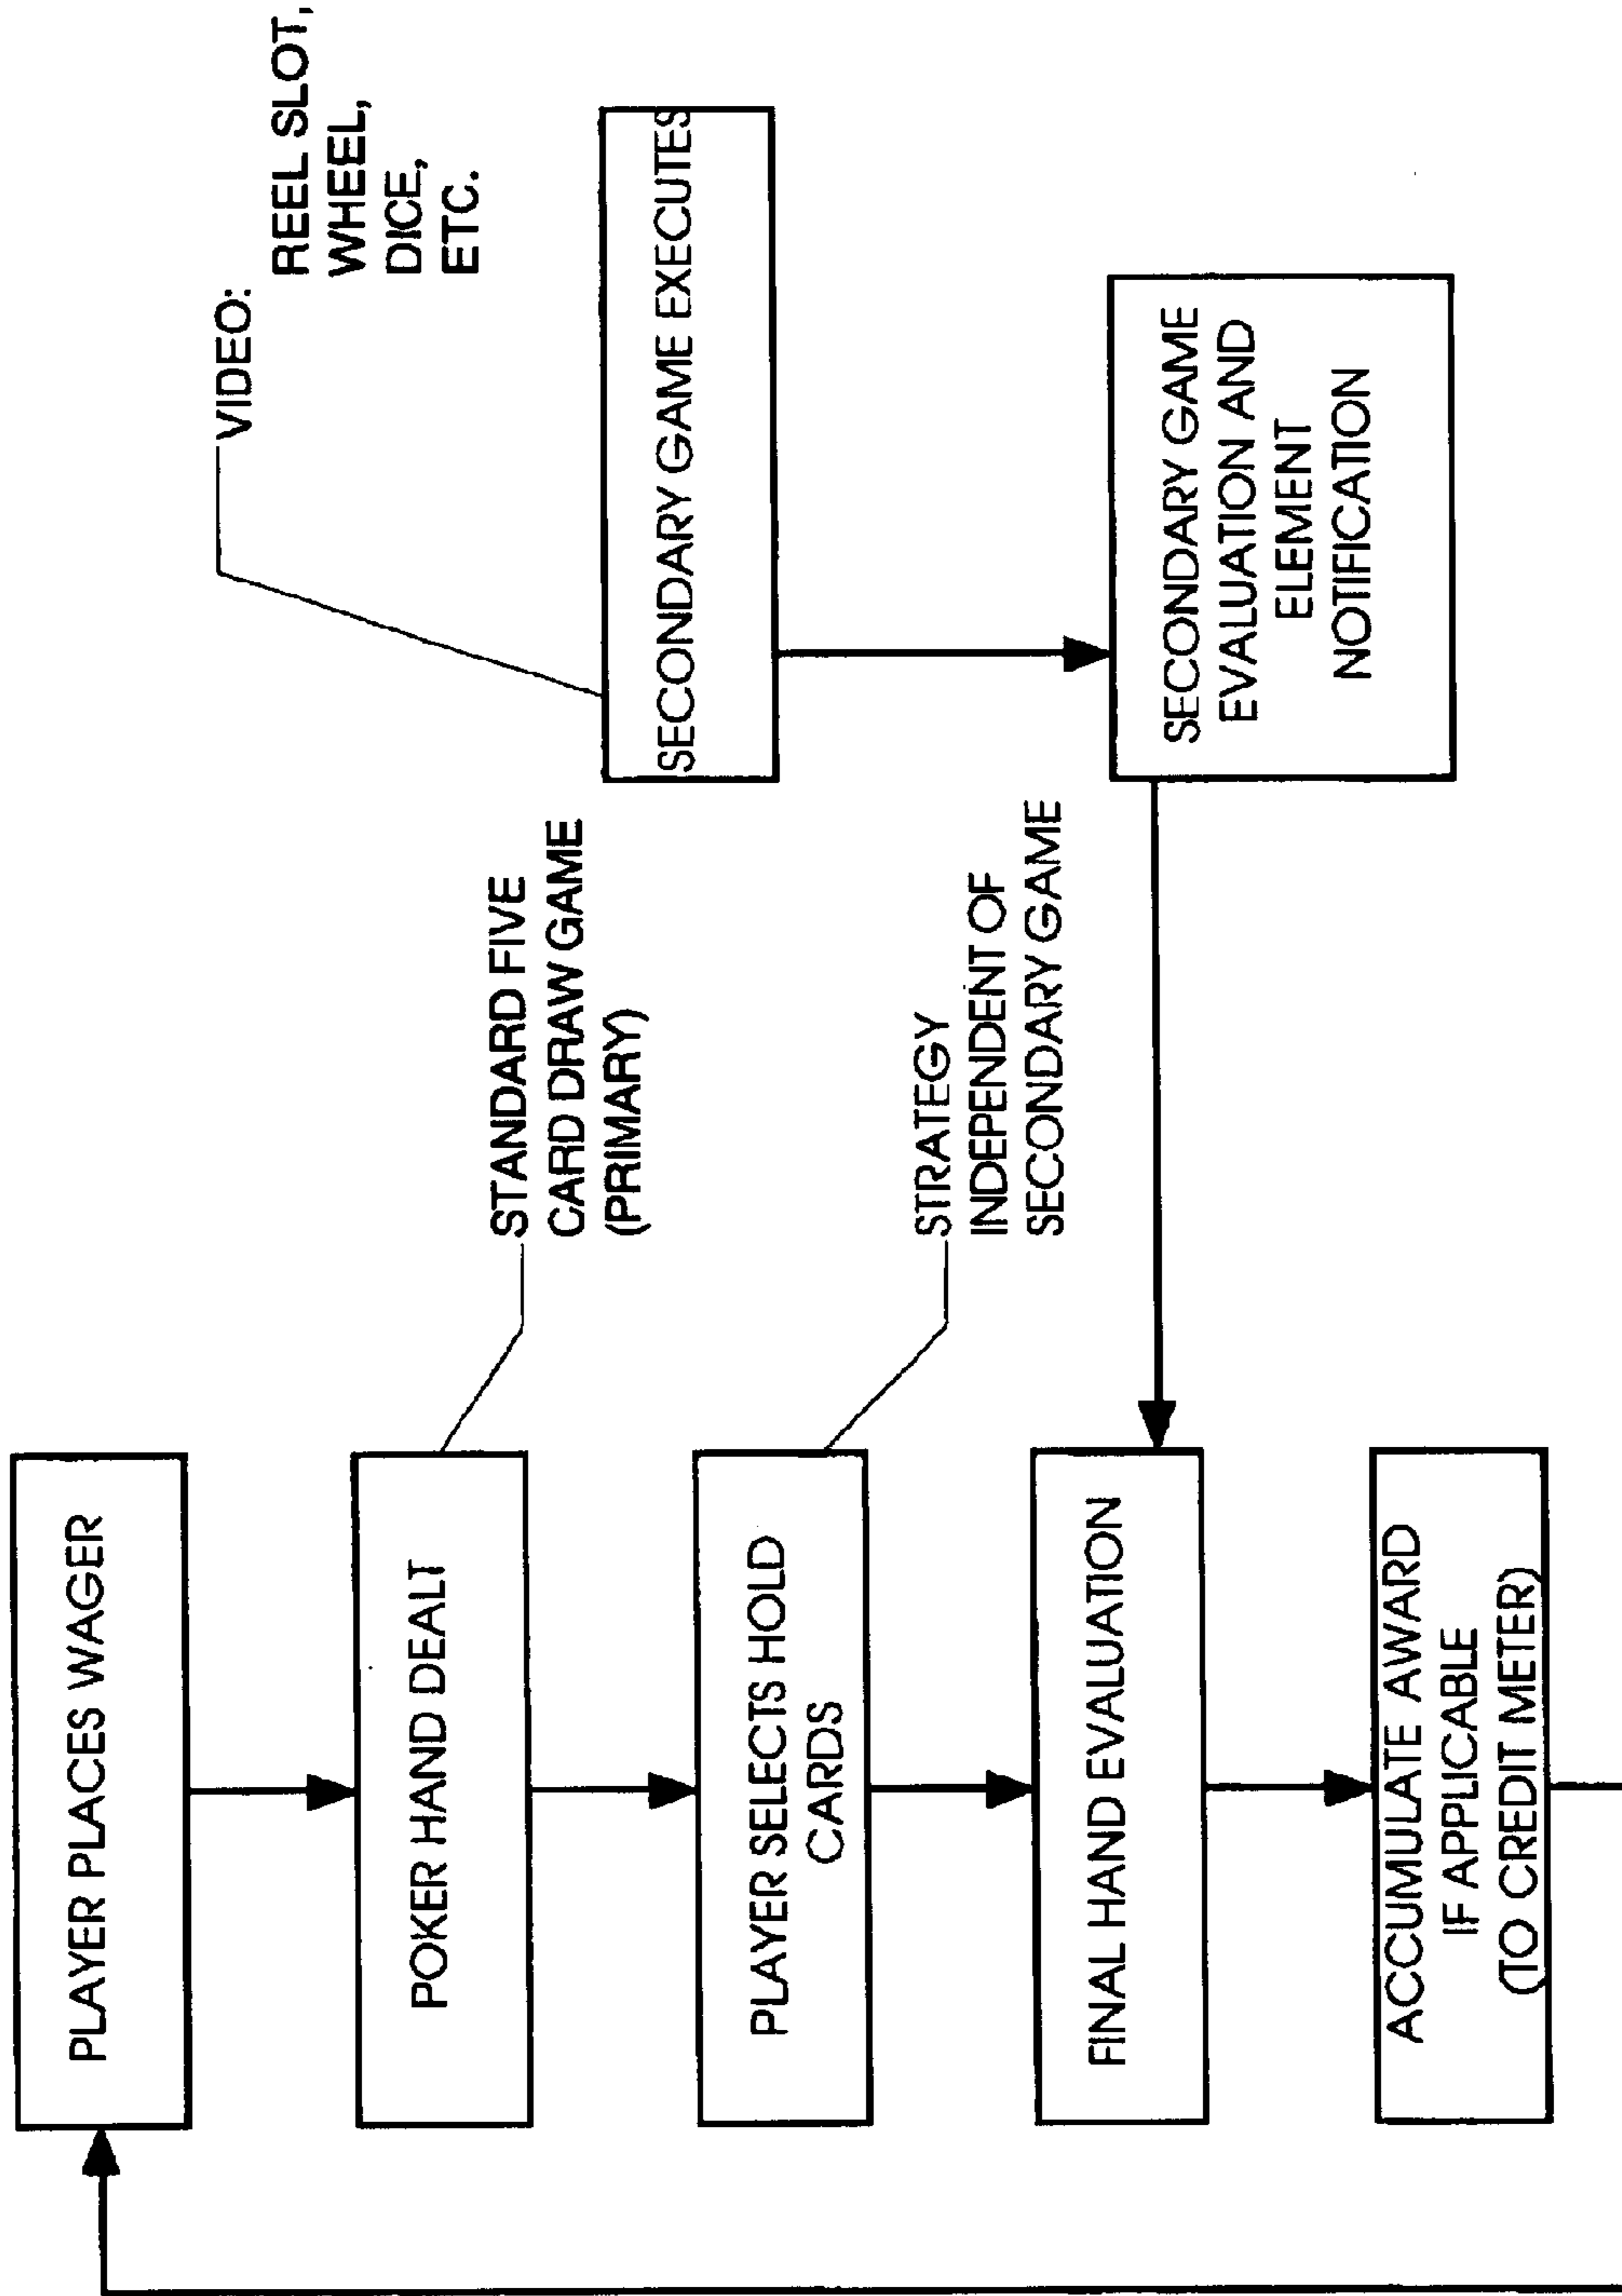 PLAYER PLACES WAGER
POKER HAND DEALT
STANDARD FIVE
CARD DRAW GAME
(PRIMARY)
PLAYER SELECTS HOLD
CARDS
STRATEGY
INDEPENDENT OF
SECONDARY GAME
FINAL HAND EVALUATION
ACCUMULATE AWARD
IF APPLICABLE
(TO CREDIT METER)
VIDEO:
REEL SLOT,
WHEEL,
DICE,
ETC.
SECONDARY GAME EXECUTES
SECONDARY GAME
EVALUATION AND
ELEMENT
NOTIFICATION